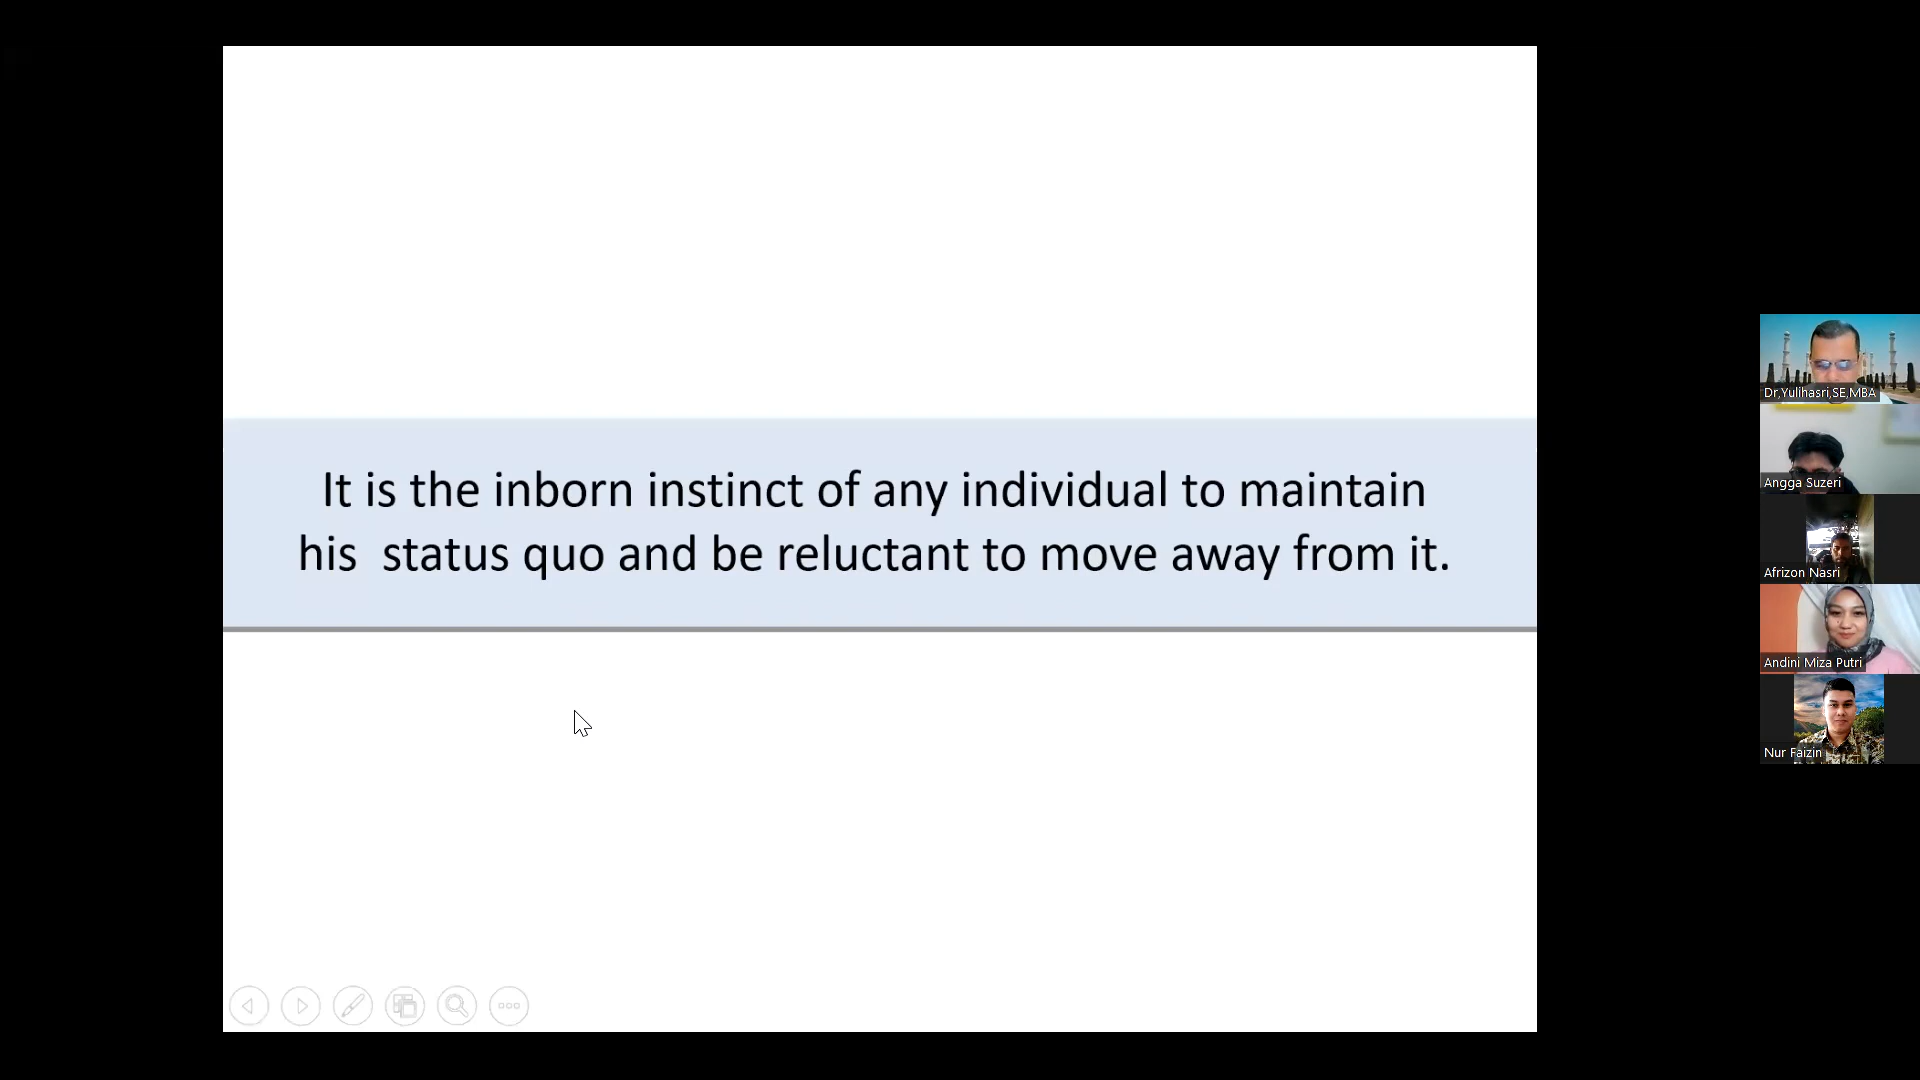 It is the inborn instinct of any individual to maintain
his  status quo and be reluctant to move away from it.
Dr,Yulihasri,SE,MBA
Angga Suzeri
Afrizon Nasri
Andini Miza Putri
Nur Faizin